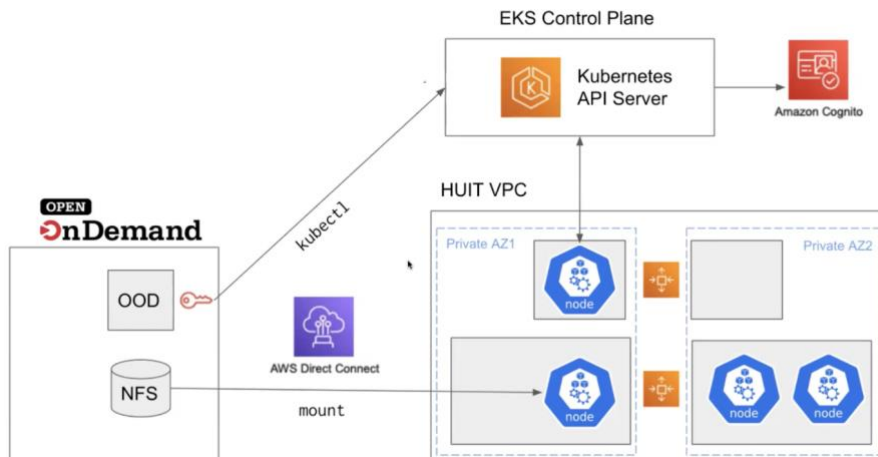 EKS Control Plane
Kubernetes
API Server
Amazon Cognito
HUIT VPC
OPEN
OnDemand
kubectl
Private AZ1
Private AZ2
node
OOD
AWS Direct Connect
NFS
mount
node
node
node